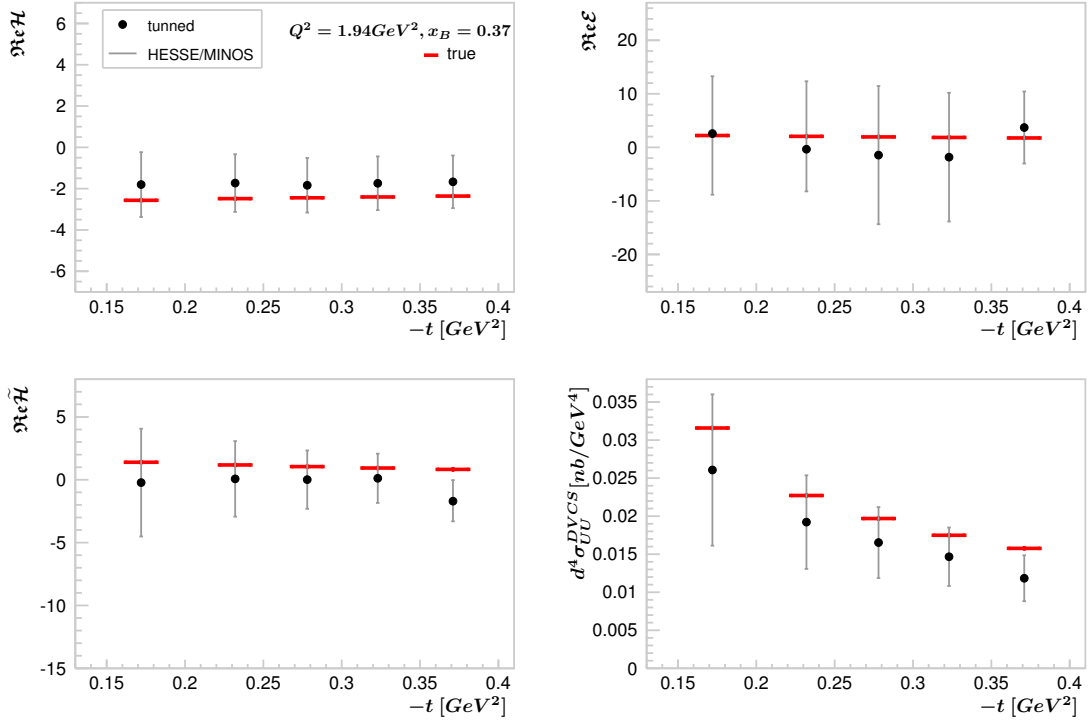 ℜe𝓗
6
4
2
0
-2
-4
-6
tunned
HESSE/MINOS
Q² = 1.94GeV², x_B = 0.37
true
0.15 0.2 0.25 0.3 0.35 0.4
−t [GeV²]
ℜe𝓔
20
10
0
-10
-20
0.15 0.2 0.25 0.3 0.35 0.4
−t [GeV²]
ℜe𝓗̃
5
0
-5
-10
-15
0.15 0.2 0.25 0.3 0.35 0.4
−t [GeV²]
d⁴σ_{UU}^{DVCS}[nb/GeV⁴]
0.035
0.03
0.025
0.02
0.015
0.01
0.005
0
0.15 0.2 0.25 0.3 0.35 0.4
−t [GeV²]